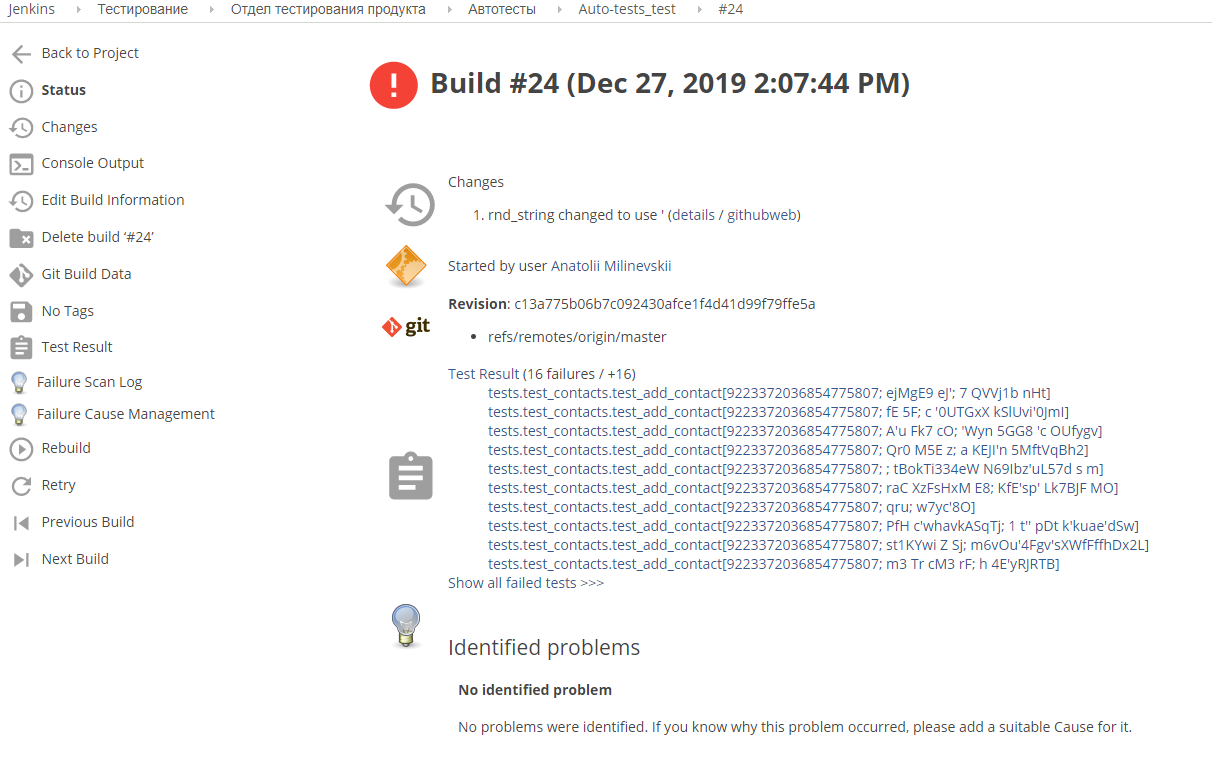 Jenkins Тестирование Отдел тестирования продукта Автотесты Auto-tests_test #24
Back to Project
Status
Changes
Console Output
Edit Build Information
Delete build ‘#24’
Git Build Data
No Tags
Test Result
Failure Scan Log
Failure Cause Management
Rebuild
Retry
Previous Build
Next Build
Build #24 (Dec 27, 2019 2:07:44 PM)
Changes
1. rnd_string changed to use ' (details / githubweb)
Started by user Anatolii Milinevskii
git
Revision: c13a775b06b7c092430afce1f4d41d99f79ffe5a
• refs/remotes/origin/master
Test Result (16 failures / +16)
tests.test_contacts.test_add_contact[9223372036854775807; ejMgE9 ej'; 7 QVVj1b nHt]
tests.test_contacts.test_add_contact[9223372036854775807; fE 5F; c '0UTGxX kSlUvi'0JmI]
tests.test_contacts.test_add_contact[9223372036854775807; A'u Fk7 cO; 'Wyn 5GG8 'c OUfygv]
tests.test_contacts.test_add_contact[9223372036854775807; Qr0 M5E z; a KEJI'n 5MftVqBh2]
tests.test_contacts.test_add_contact[9223372036854775807; ; tBokTi334eW N69Ibz'uL57d s m]
tests.test_contacts.test_add_contact[9223372036854775807; raC XzFsHxM E8; KfE'sp' Lk7BJF MO]
tests.test_contacts.test_add_contact[9223372036854775807; qru; w7yc'8O]
tests.test_contacts.test_add_contact[9223372036854775807; PfH c'whavkASqTj; 1 t'' pDt k'kuae'dSw]
tests.test_contacts.test_add_contact[9223372036854775807; st1KYwi Z Sj; m6vOu'4Fgv'sXWfFffhDx2L]
tests.test_contacts.test_add_contact[9223372036854775807; m3 Tr cM3 rF; h 4E'yRJRTB]
Show all failed tests >>>
Identified problems
No identified problem
No problems were identified. If you know why this problem occurred, please add a suitable Cause for it.